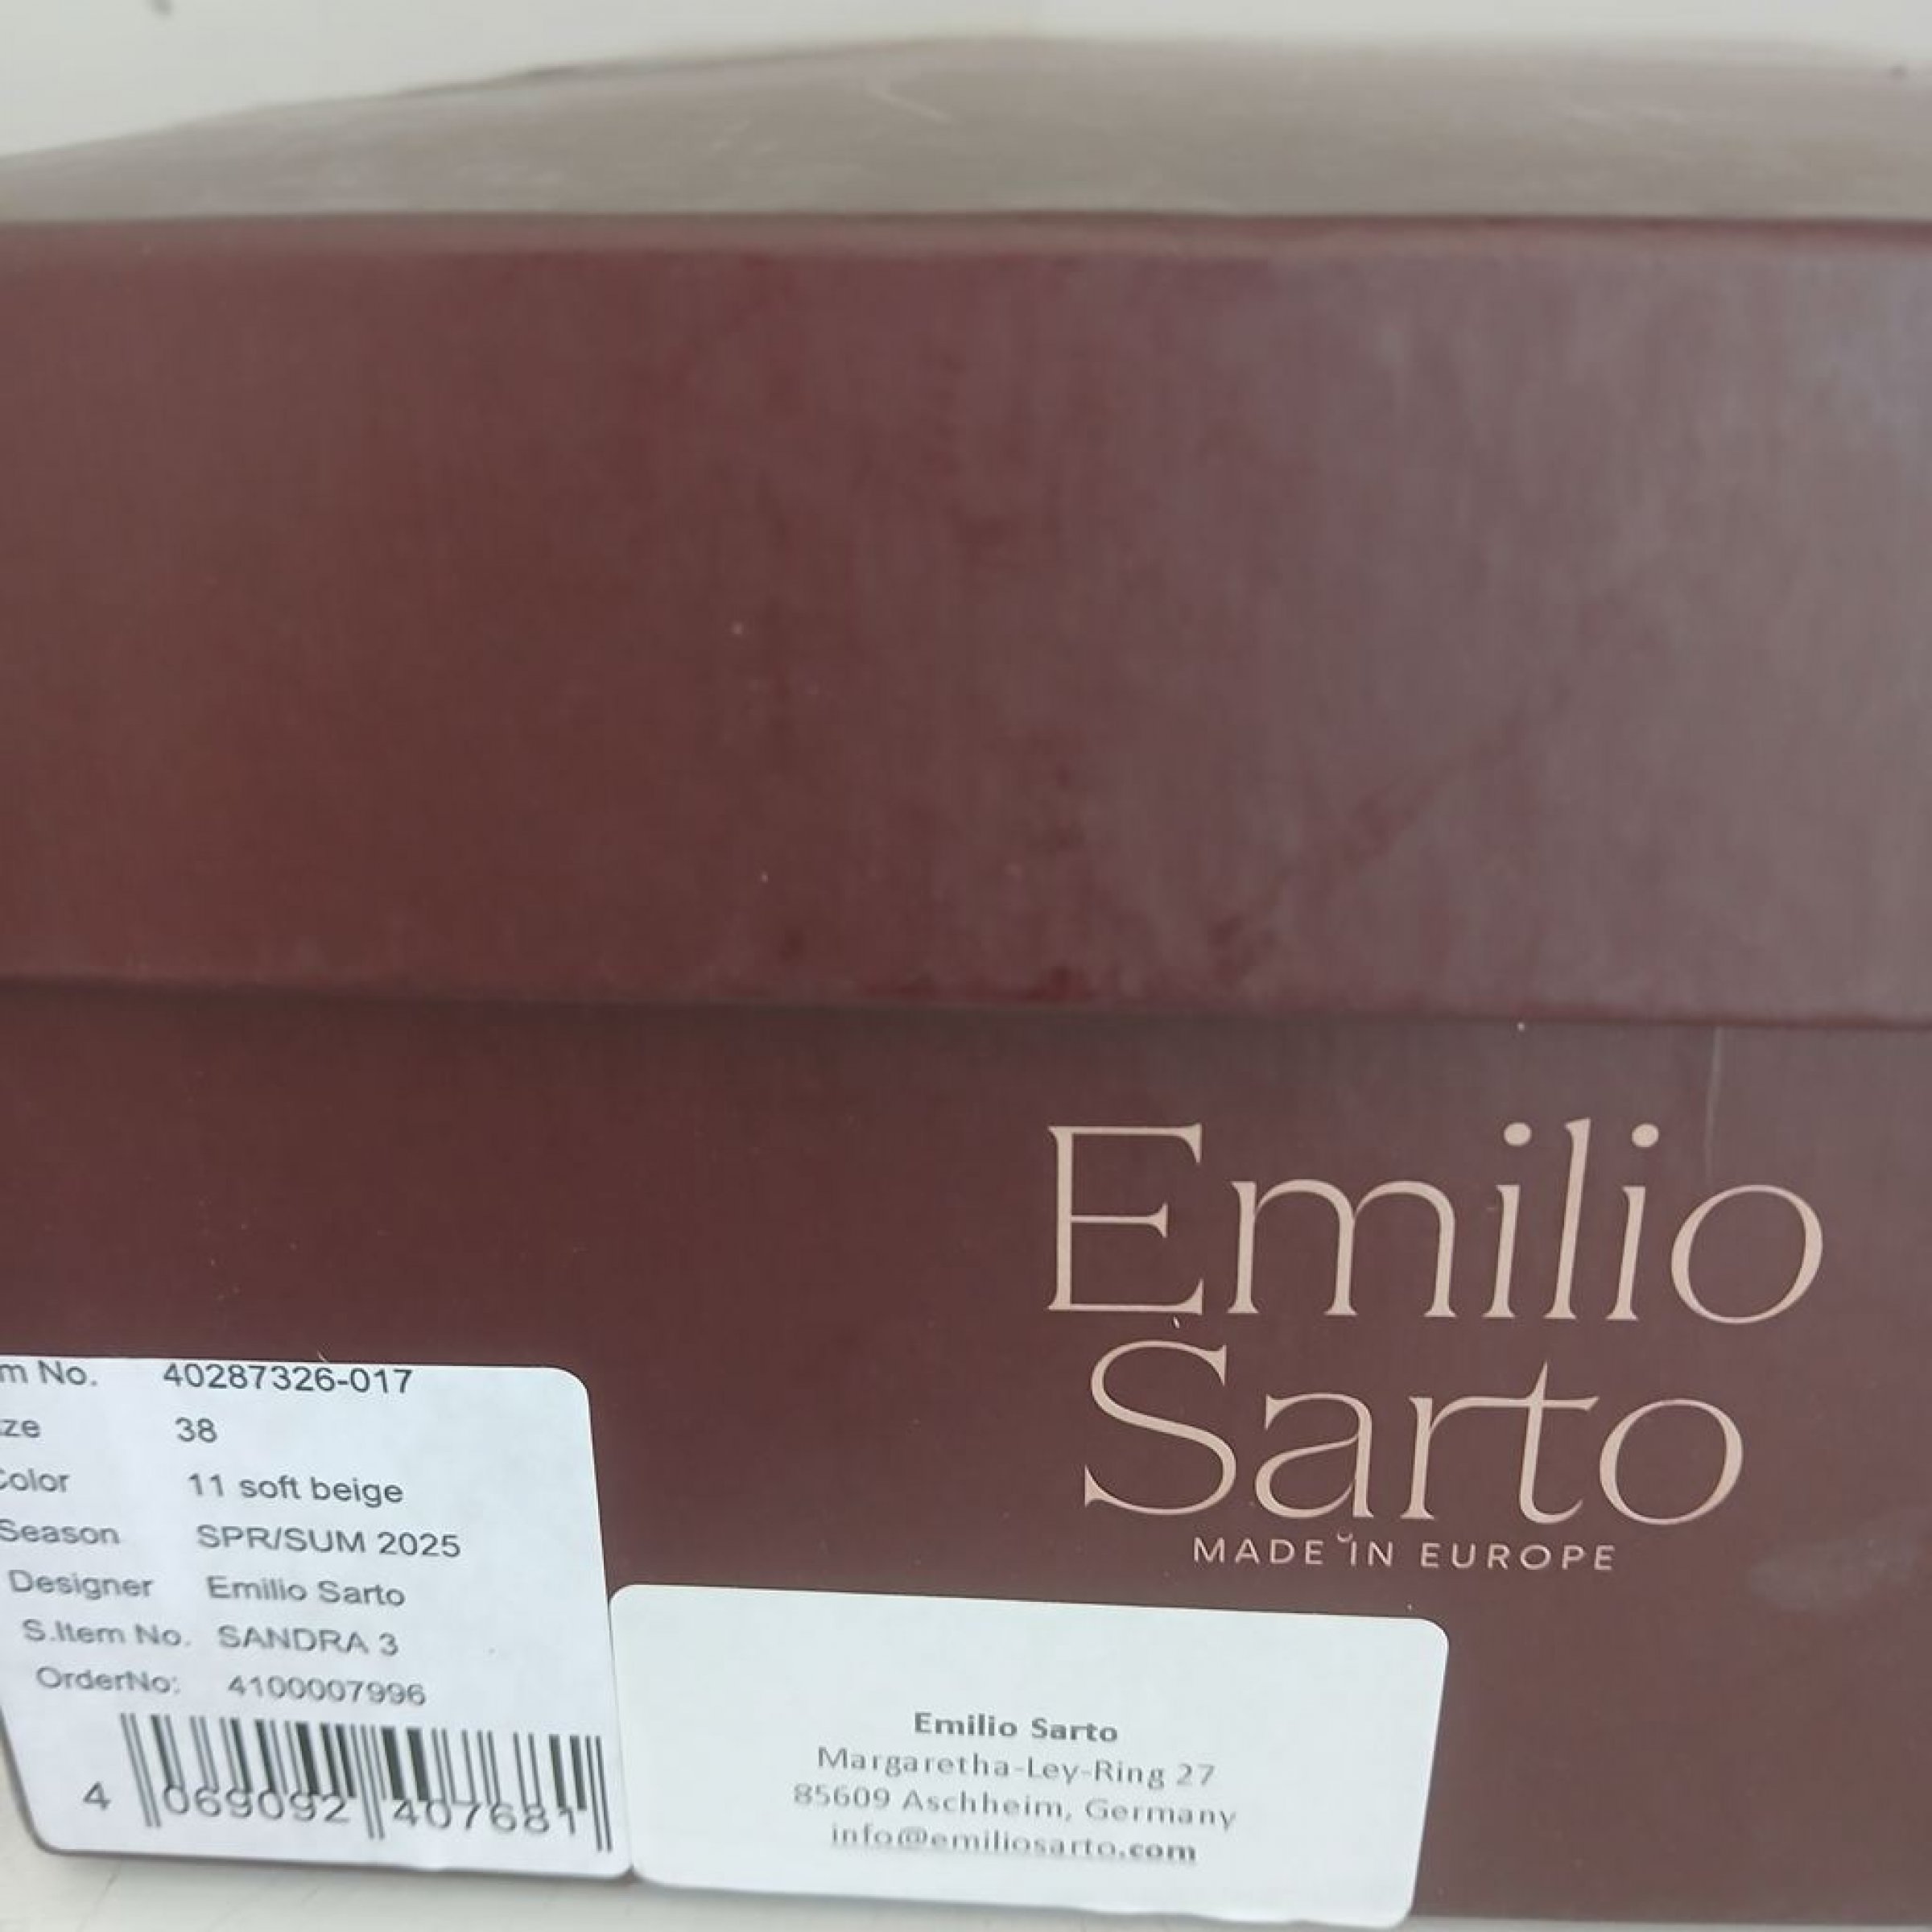 Emilio
Sarto
MADE IN EUROPE
m No. 40287326-017
ze 38
Color 11 soft beige
Season SPR/SUM 2025
Designer Emilio Sarto
S.Item No. SANDRA 3
OrderNo: 4100007996
4 069092 407681
Emilio Sarto
Margaretha-Ley-Ring 27
85609 Aschheim, Germany
info@emiliosarto.com